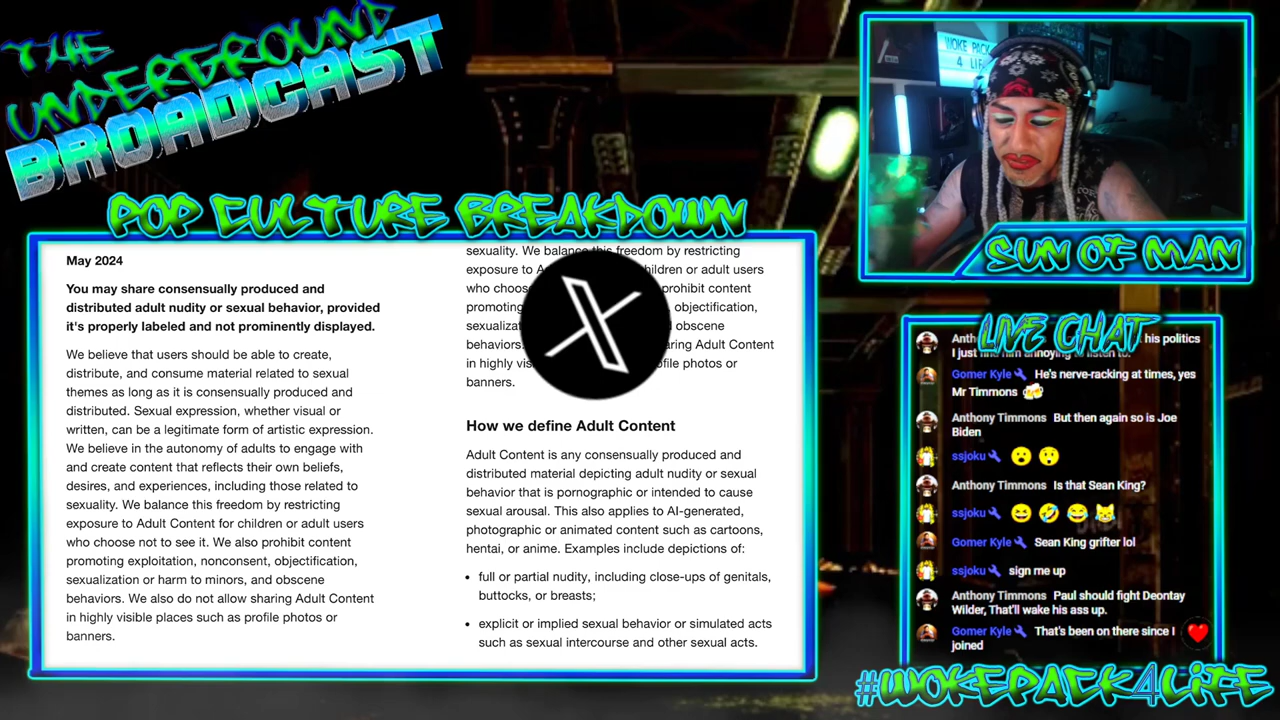 THE
UNDERGROUND
BROADCAST
WOKE PACK
4 LIFE
POP CULTURE BREAKDOWN
SUN OF MAN
May 2024
You may share consensually produced and
distributed adult nudity or sexual behavior, provided
it's properly labeled and not prominently displayed.
We believe that users should be able to create,
distribute, and consume material related to sexual
themes as long as it is consensually produced and
distributed. Sexual expression, whether visual or
written, can be a legitimate form of artistic expression.
We believe in the autonomy of adults to engage with
and create content that reflects their own beliefs,
desires, and experiences, including those related to
sexuality. We balance this freedom by restricting
exposure to Adult Content for children or adult users
who choose not to see it. We also prohibit content
promoting exploitation, nonconsent, objectification,
sexualization or harm to minors, and obscene
behaviors. We also do not allow sharing Adult Content
in highly visible places such as profile photos or
banners.
sexuality. We balance this freedom by restricting
exposure to A hildren or adult users
who choos prohibit content
promoting objectification,
sexualizat obscene
behaviors. aring Adult Content
in highly vis ofile photos or
banners.
How we define Adult Content
Adult Content is any consensually produced and
distributed material depicting adult nudity or sexual
behavior that is pornographic or intended to cause
sexual arousal. This also applies to AI-generated,
photographic or animated content such as cartoons,
hentai, or anime. Examples include depictions of:
• full or partial nudity, including close-ups of genitals,
buttocks, or breasts;
• explicit or implied sexual behavior or simulated acts
such as sexual intercourse and other sexual acts.
LIVE CHAT
Anth his politics
I just find him annoying to listen to.
Gomer Kyle He's nerve-racking at times, yes
Mr Timmons
Anthony Timmons But then again so is Joe
Biden
ssjoku
Anthony Timmons Is that Sean King?
ssjoku
Gomer Kyle Sean King grifter lol
ssjoku sign me up
Anthony Timmons Paul should fight Deontay
Wilder, That'll wake his ass up.
Gomer Kyle That's been on there since I
joined
#WOKEPACK4LIFE